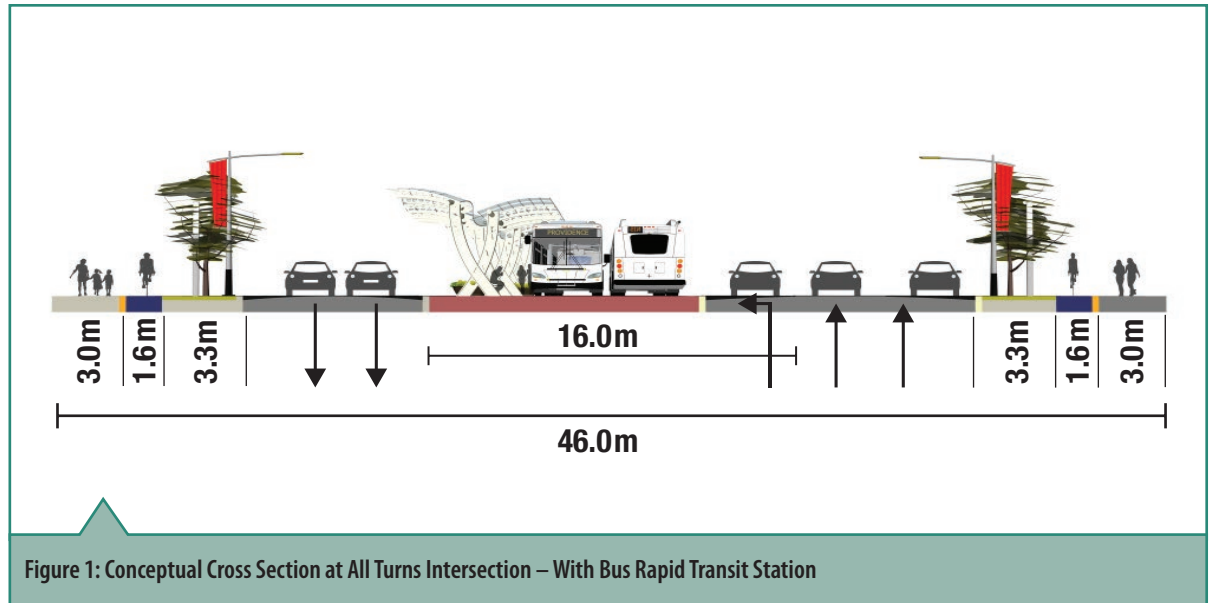 PROVIDENCE
3.0m
1.6m
3.3m
16.0m
3.3m
1.6m
3.0m
46.0m
Figure 1: Conceptual Cross Section at All Turns Intersection – With Bus Rapid Transit Station